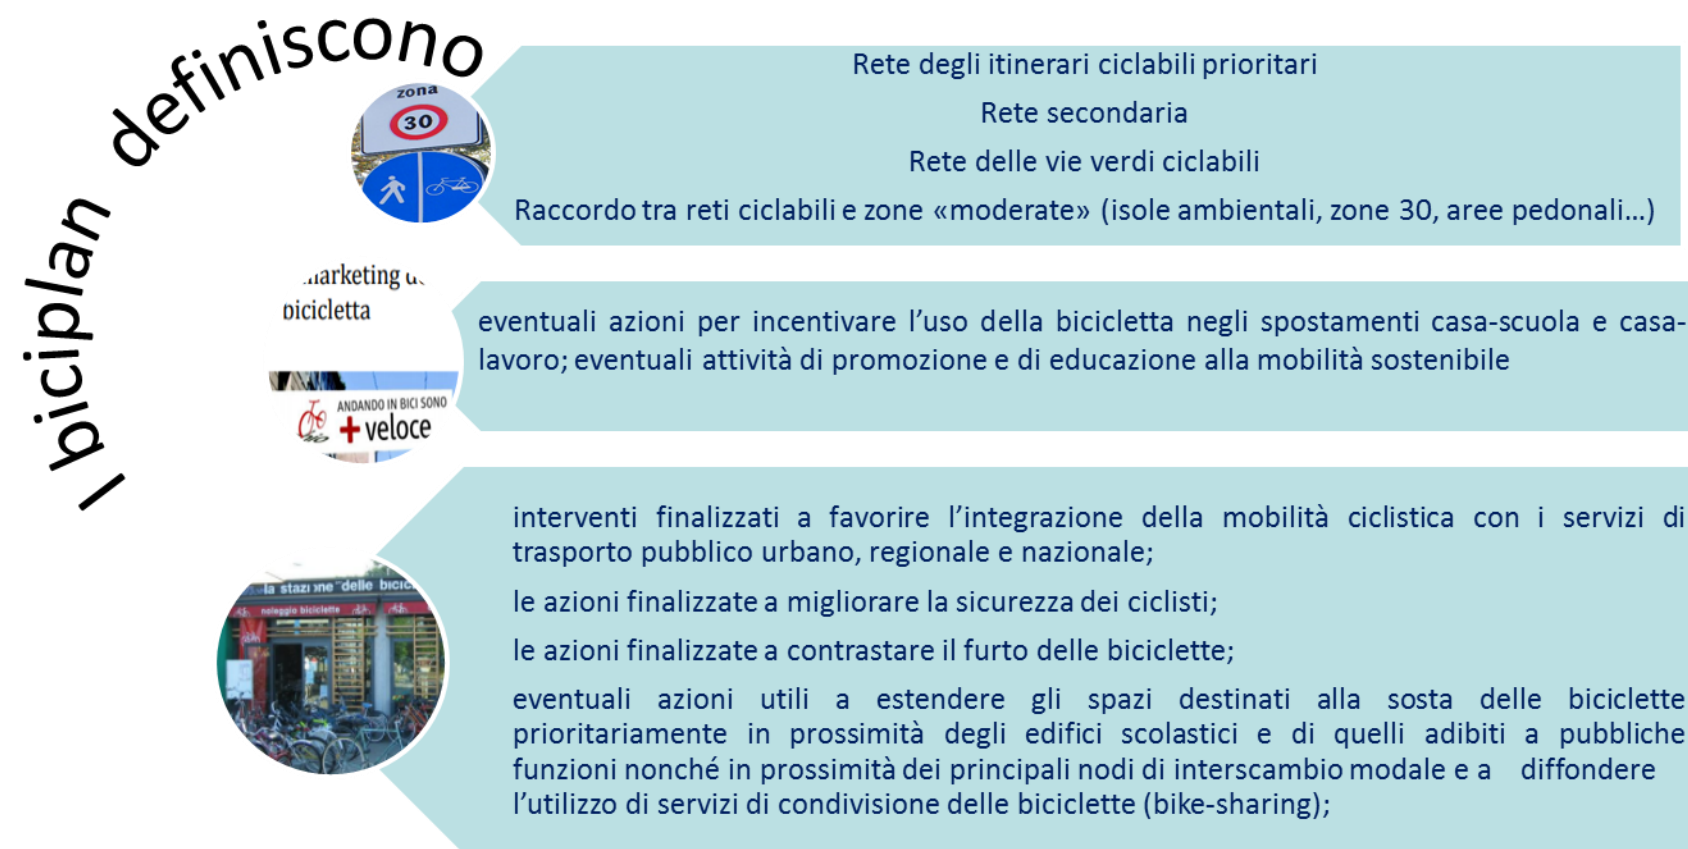 I biciplan definiscono
zona
30
Rete degli itinerari ciclabili prioritari
Rete secondaria
Rete delle vie verdi ciclabili
Raccordo tra reti ciclabili e zone «moderate» (isole ambientali, zone 30, aree pedonali…)
bicicletta
ANDANDO IN BICI SONO
+ veloce
eventuali azioni per incentivare l’uso della bicicletta negli spostamenti casa-scuola e casa-
lavoro; eventuali attività di promozione e di educazione alla mobilità sostenibile
la stazione delle
noleggio biciclette
interventi finalizzati a favorire l’integrazione della mobilità ciclistica con i servizi di
trasporto pubblico urbano, regionale e nazionale;
le azioni finalizzate a migliorare la sicurezza dei ciclisti;
le azioni finalizzate a contrastare il furto delle biciclette;
eventuali azioni utili a estendere gli spazi destinati alla sosta delle biciclette
prioritariamente in prossimità degli edifici scolastici e di quelli adibiti a pubbliche
funzioni nonché in prossimità dei principali nodi di interscambio modale e a diffondere
l’utilizzo di servizi di condivisione delle biciclette (bike-sharing);